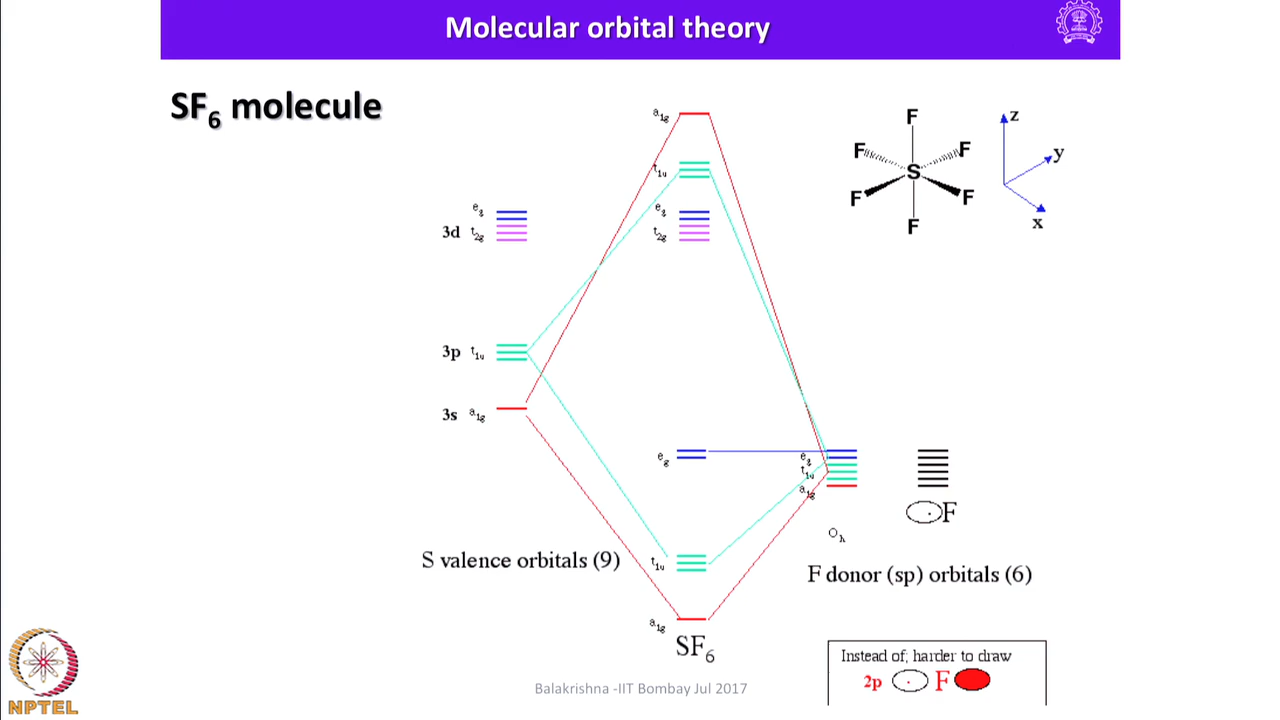 Molecular orbital theory
SF6 molecule
a1g
t1u
eg
3d t2g
eg
t2g
3p t1u
3s a1g
eg
eg
t1u
a1g
F
Oh
S valence orbitals (9)
t1u
F donor (sp) orbitals (6)
a1g
SF6
F
F
F
S
F
F
F
z
y
x
Instead of; harder to draw
2p F
Balakrishna -IIT Bombay Jul 2017
NPTEL